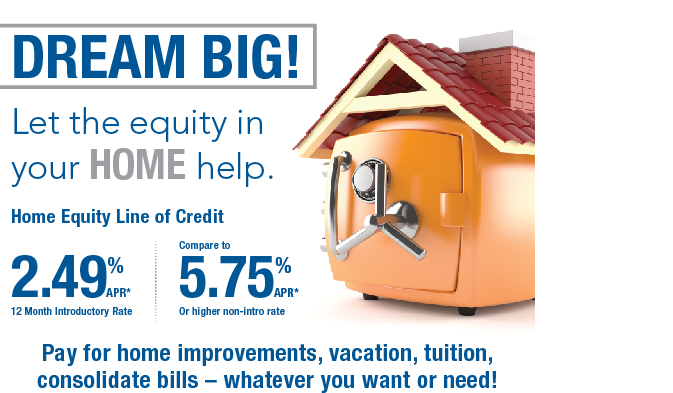 DREAM BIG!
Let the equity in
your HOME help.
Home Equity Line of Credit
2.49% APR*
12 Month Introductory Rate
Compare to
5.75% APR*
Or higher non-intro rate
Pay for home improvements, vacation, tuition,
consolidate bills – whatever you want or need!